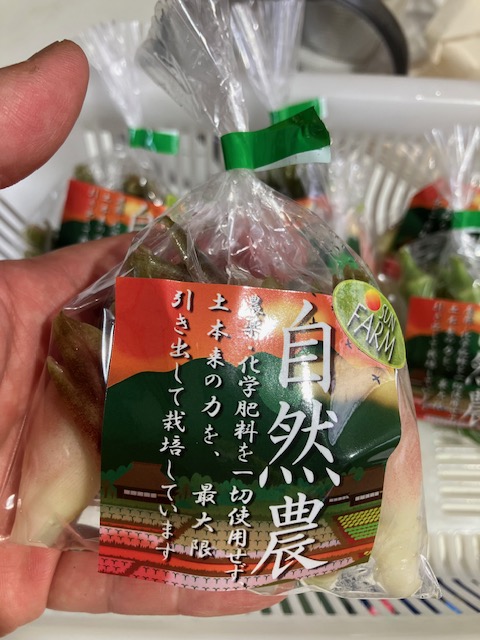 自然農
農薬、化学肥料を一切使用せず、
土本来の力を、最大限
引き出して栽培しています
SUN
FARM